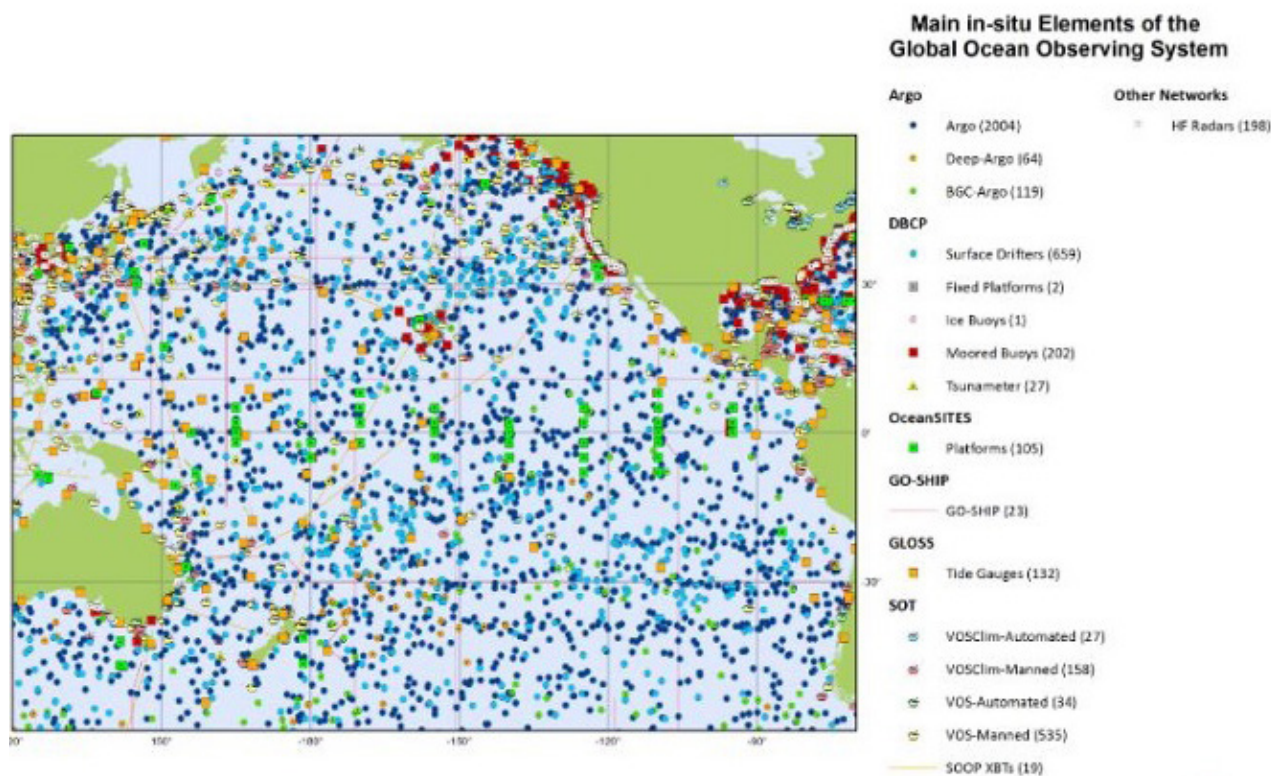 Main in-situ Elements of the
Global Ocean Observing System
Argo
Argo (2004)
Deep-Argo (64)
BGC-Argo (119)
DBCP
Surface Drifters (659)
Fixed Platforms (2)
Ice Buoys (1)
Moored Buoys (202)
Tsunameter (27)
OceanSITES
Platforms (105)
GO-SHIP
GO-SHIP (23)
GLOSS
Tide Gauges (132)
SOT
VOSClim-Automated (27)
VOSClim-Manned (158)
VOS-Automated (34)
VOS-Manned (535)
SOOP XBTs (19)
Other Networks
HF Radars (198)
30°
0°
-30°
150°
-180°
-150°
-120°
-90°